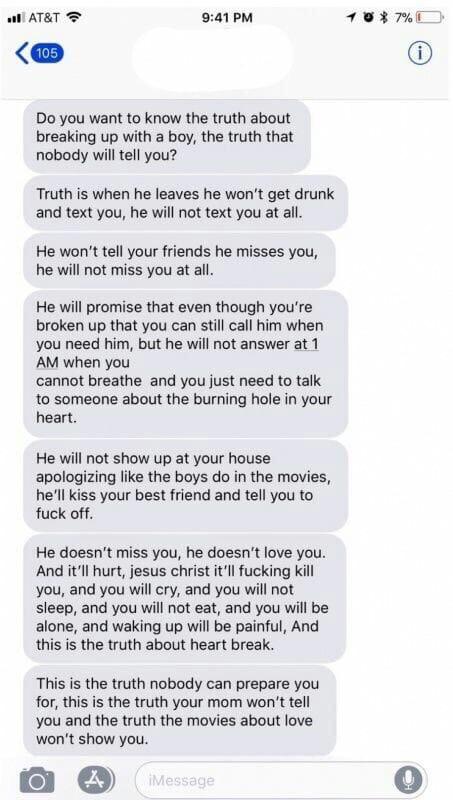 AT&T 9:41 PM 7%
105
Do you want to know the truth about
breaking up with a boy, the truth that
nobody will tell you?
Truth is when he leaves he won't get drunk
and text you, he will not text you at all.
He won't tell your friends he misses you,
he will not miss you at all.
He will promise that even though you're
broken up that you can still call him when
you need him, but he will not answer at 1
AM when you
cannot breathe  and you just need to talk
to someone about the burning hole in your
heart.
He will not show up at your house
apologizing like the boys do in the movies,
he'll kiss your best friend and tell you to
fuck off.
He doesn't miss you, he doesn't love you.
And it'll hurt, jesus christ it'll fucking kill
you, and you will cry, and you will not
sleep, and you will not eat, and you will be
alone, and waking up will be painful, And
this is the truth about heart break.
This is the truth nobody can prepare you
for, this is the truth your mom won't tell
you and the truth the movies about love
won't show you.
iMessage